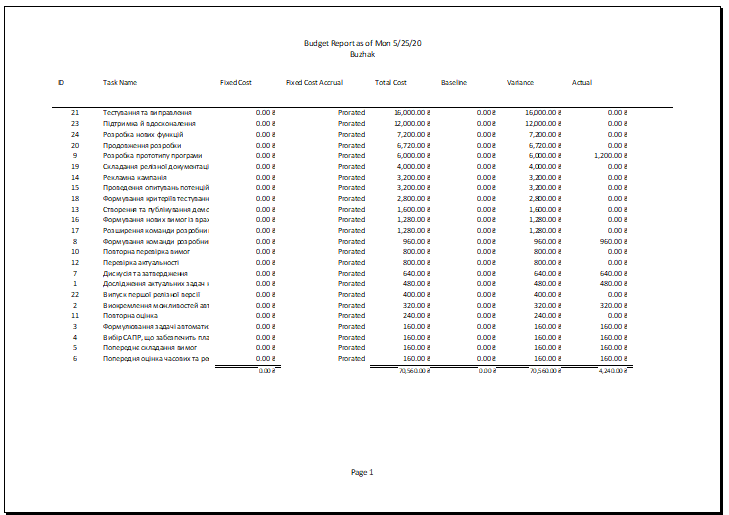 Budget Report as of Mon 5/25/20
Buzhak
ID Task Name Fixed Cost Fixed Cost Accrual Total Cost Baseline Variance Actual
21 Тестування та виправлення 0.00 ₴ Prorated 16,000.00 ₴ 0.00 ₴ 16,000.00 ₴ 0.00 ₴
23 Підтримка й вдосконалення 0.00 ₴ Prorated 12,000.00 ₴ 0.00 ₴ 12,000.00 ₴ 0.00 ₴
24 Розробка нових функцій 0.00 ₴ Prorated 7,200.00 ₴ 0.00 ₴ 7,200.00 ₴ 0.00 ₴
20 Продовження розробки 0.00 ₴ Prorated 6,720.00 ₴ 0.00 ₴ 6,720.00 ₴ 0.00 ₴
9 Розробка прототипу програми 0.00 ₴ Prorated 6,000.00 ₴ 0.00 ₴ 6,000.00 ₴ 1,200.00 ₴
19 Складання релізної документаці 0.00 ₴ Prorated 4,000.00 ₴ 0.00 ₴ 4,000.00 ₴ 0.00 ₴
14 Рекламна кампанія 0.00 ₴ Prorated 3,200.00 ₴ 0.00 ₴ 3,200.00 ₴ 0.00 ₴
15 Проведення опитувань потенцій 0.00 ₴ Prorated 3,200.00 ₴ 0.00 ₴ 3,200.00 ₴ 0.00 ₴
18 Формування критеріїв тестуванн 0.00 ₴ Prorated 2,800.00 ₴ 0.00 ₴ 2,800.00 ₴ 0.00 ₴
13 Створення та публікування демо 0.00 ₴ Prorated 1,600.00 ₴ 0.00 ₴ 1,600.00 ₴ 0.00 ₴
16 Формування нових вимог із врах 0.00 ₴ Prorated 1,280.00 ₴ 0.00 ₴ 1,280.00 ₴ 0.00 ₴
17 Розширення команди розробни 0.00 ₴ Prorated 1,280.00 ₴ 0.00 ₴ 1,280.00 ₴ 0.00 ₴
8 Формування команди розробни 0.00 ₴ Prorated 960.00 ₴ 0.00 ₴ 960.00 ₴ 960.00 ₴
10 Повторна перевірка вимог 0.00 ₴ Prorated 800.00 ₴ 0.00 ₴ 800.00 ₴ 0.00 ₴
12 Перевірка актуальності 0.00 ₴ Prorated 800.00 ₴ 0.00 ₴ 800.00 ₴ 0.00 ₴
7 Дискусія та затвердження 0.00 ₴ Prorated 640.00 ₴ 0.00 ₴ 640.00 ₴ 640.00 ₴
1 Дослідження актуальних задач н 0.00 ₴ Prorated 480.00 ₴ 0.00 ₴ 480.00 ₴ 480.00 ₴
22 Випуск першої релізної версії 0.00 ₴ Prorated 400.00 ₴ 0.00 ₴ 400.00 ₴ 0.00 ₴
2 Виокремлення можливостей авт 0.00 ₴ Prorated 320.00 ₴ 0.00 ₴ 320.00 ₴ 320.00 ₴
11 Повторна оцінка 0.00 ₴ Prorated 240.00 ₴ 0.00 ₴ 240.00 ₴ 0.00 ₴
3 Формулювання задачі автомати 0.00 ₴ Prorated 160.00 ₴ 0.00 ₴ 160.00 ₴ 160.00 ₴
4 Вибір САПР, що забезпечить пла 0.00 ₴ Prorated 160.00 ₴ 0.00 ₴ 160.00 ₴ 160.00 ₴
5 Попереднє складання вимог 0.00 ₴ Prorated 160.00 ₴ 0.00 ₴ 160.00 ₴ 160.00 ₴
6 Попередня оцінка часових та ре 0.00 ₴ Prorated 160.00 ₴ 0.00 ₴ 160.00 ₴ 160.00 ₴
0.00 ₴ 70,560.00 ₴ 0.00 ₴ 70,560.00 ₴ 4,240.00 ₴
Page 1